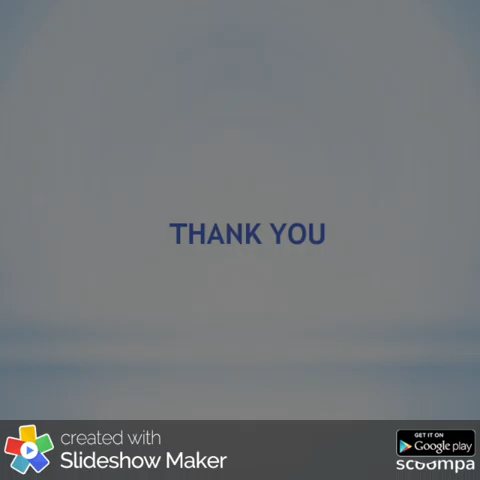 THANK YOU
created with
Slideshow Maker
GET IT ON
Google play
scoompa